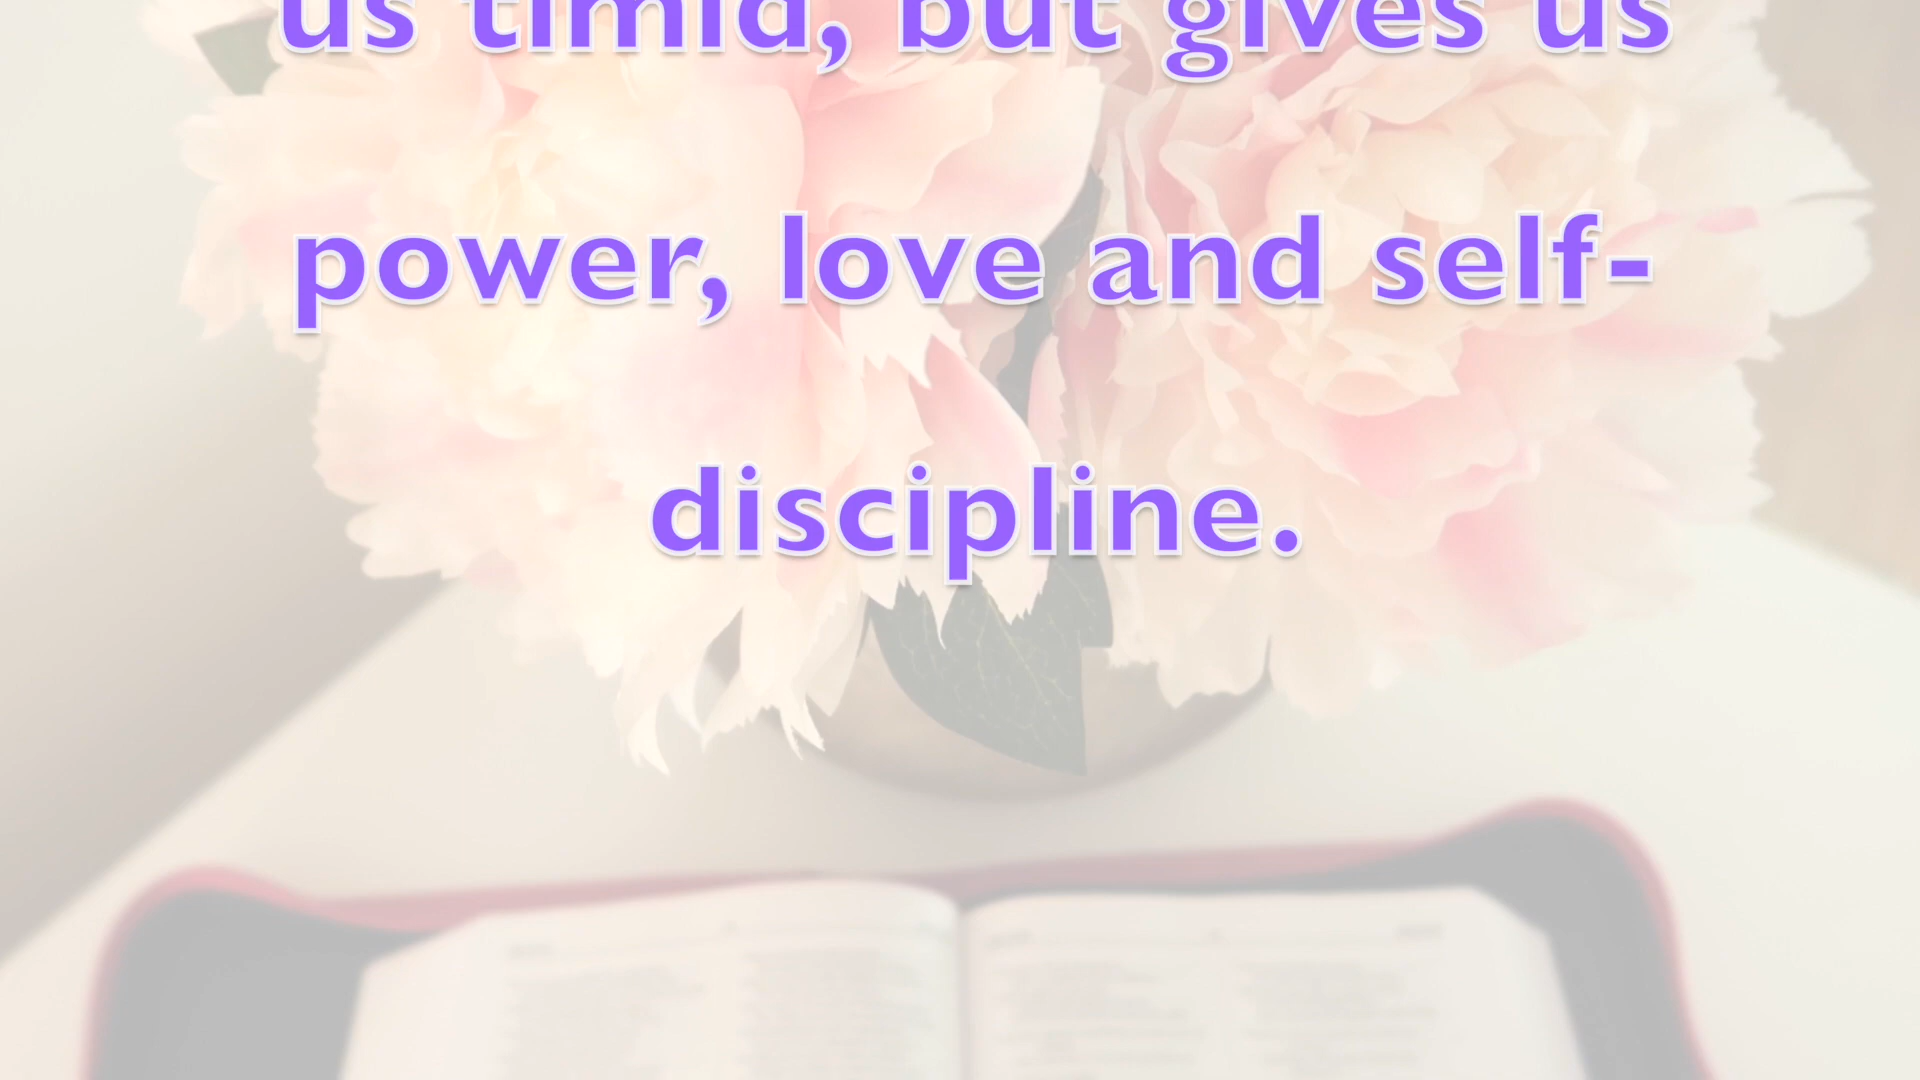 us timid, but gives us
power, love and self-
discipline.